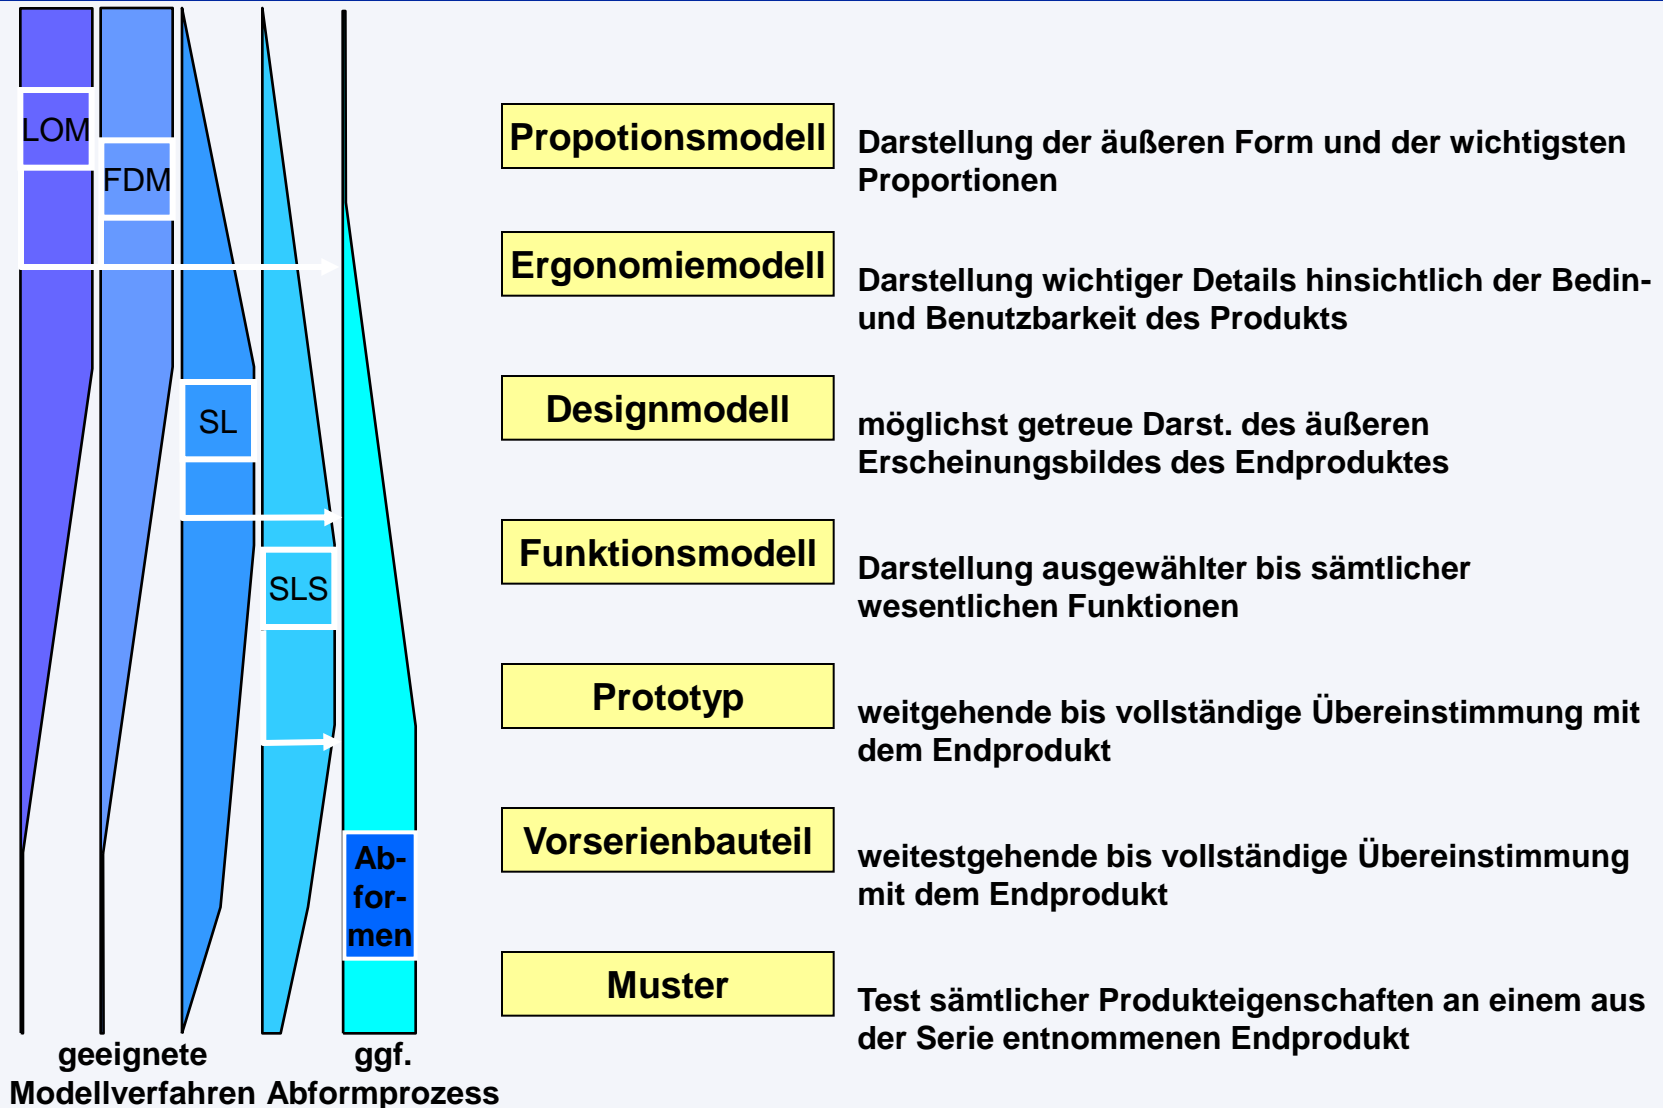 LOM
FDM
SL
SLS
Ab-
for-
men
geeignete
Modellverfahren
ggf.
Abformprozess
Propotionsmodell
Darstellung der äußeren Form und der wichtigsten
Proportionen
Ergonomiemodell
Darstellung wichtiger Details hinsichtlich der Bedin-
und Benutzbarkeit des Produkts
Designmodell
möglichst getreue Darst. des äußeren
Erscheinungsbildes des Endproduktes
Funktionsmodell
Darstellung ausgewählter bis sämtlicher
wesentlichen Funktionen
Prototyp
weitgehende bis vollständige Übereinstimmung mit
dem Endprodukt
Vorserienbauteil
weitestgehende bis vollständige Übereinstimmung
mit dem Endprodukt
Muster
Test sämtlicher Produkteigenschaften an einem aus
der Serie entnommenen Endprodukt